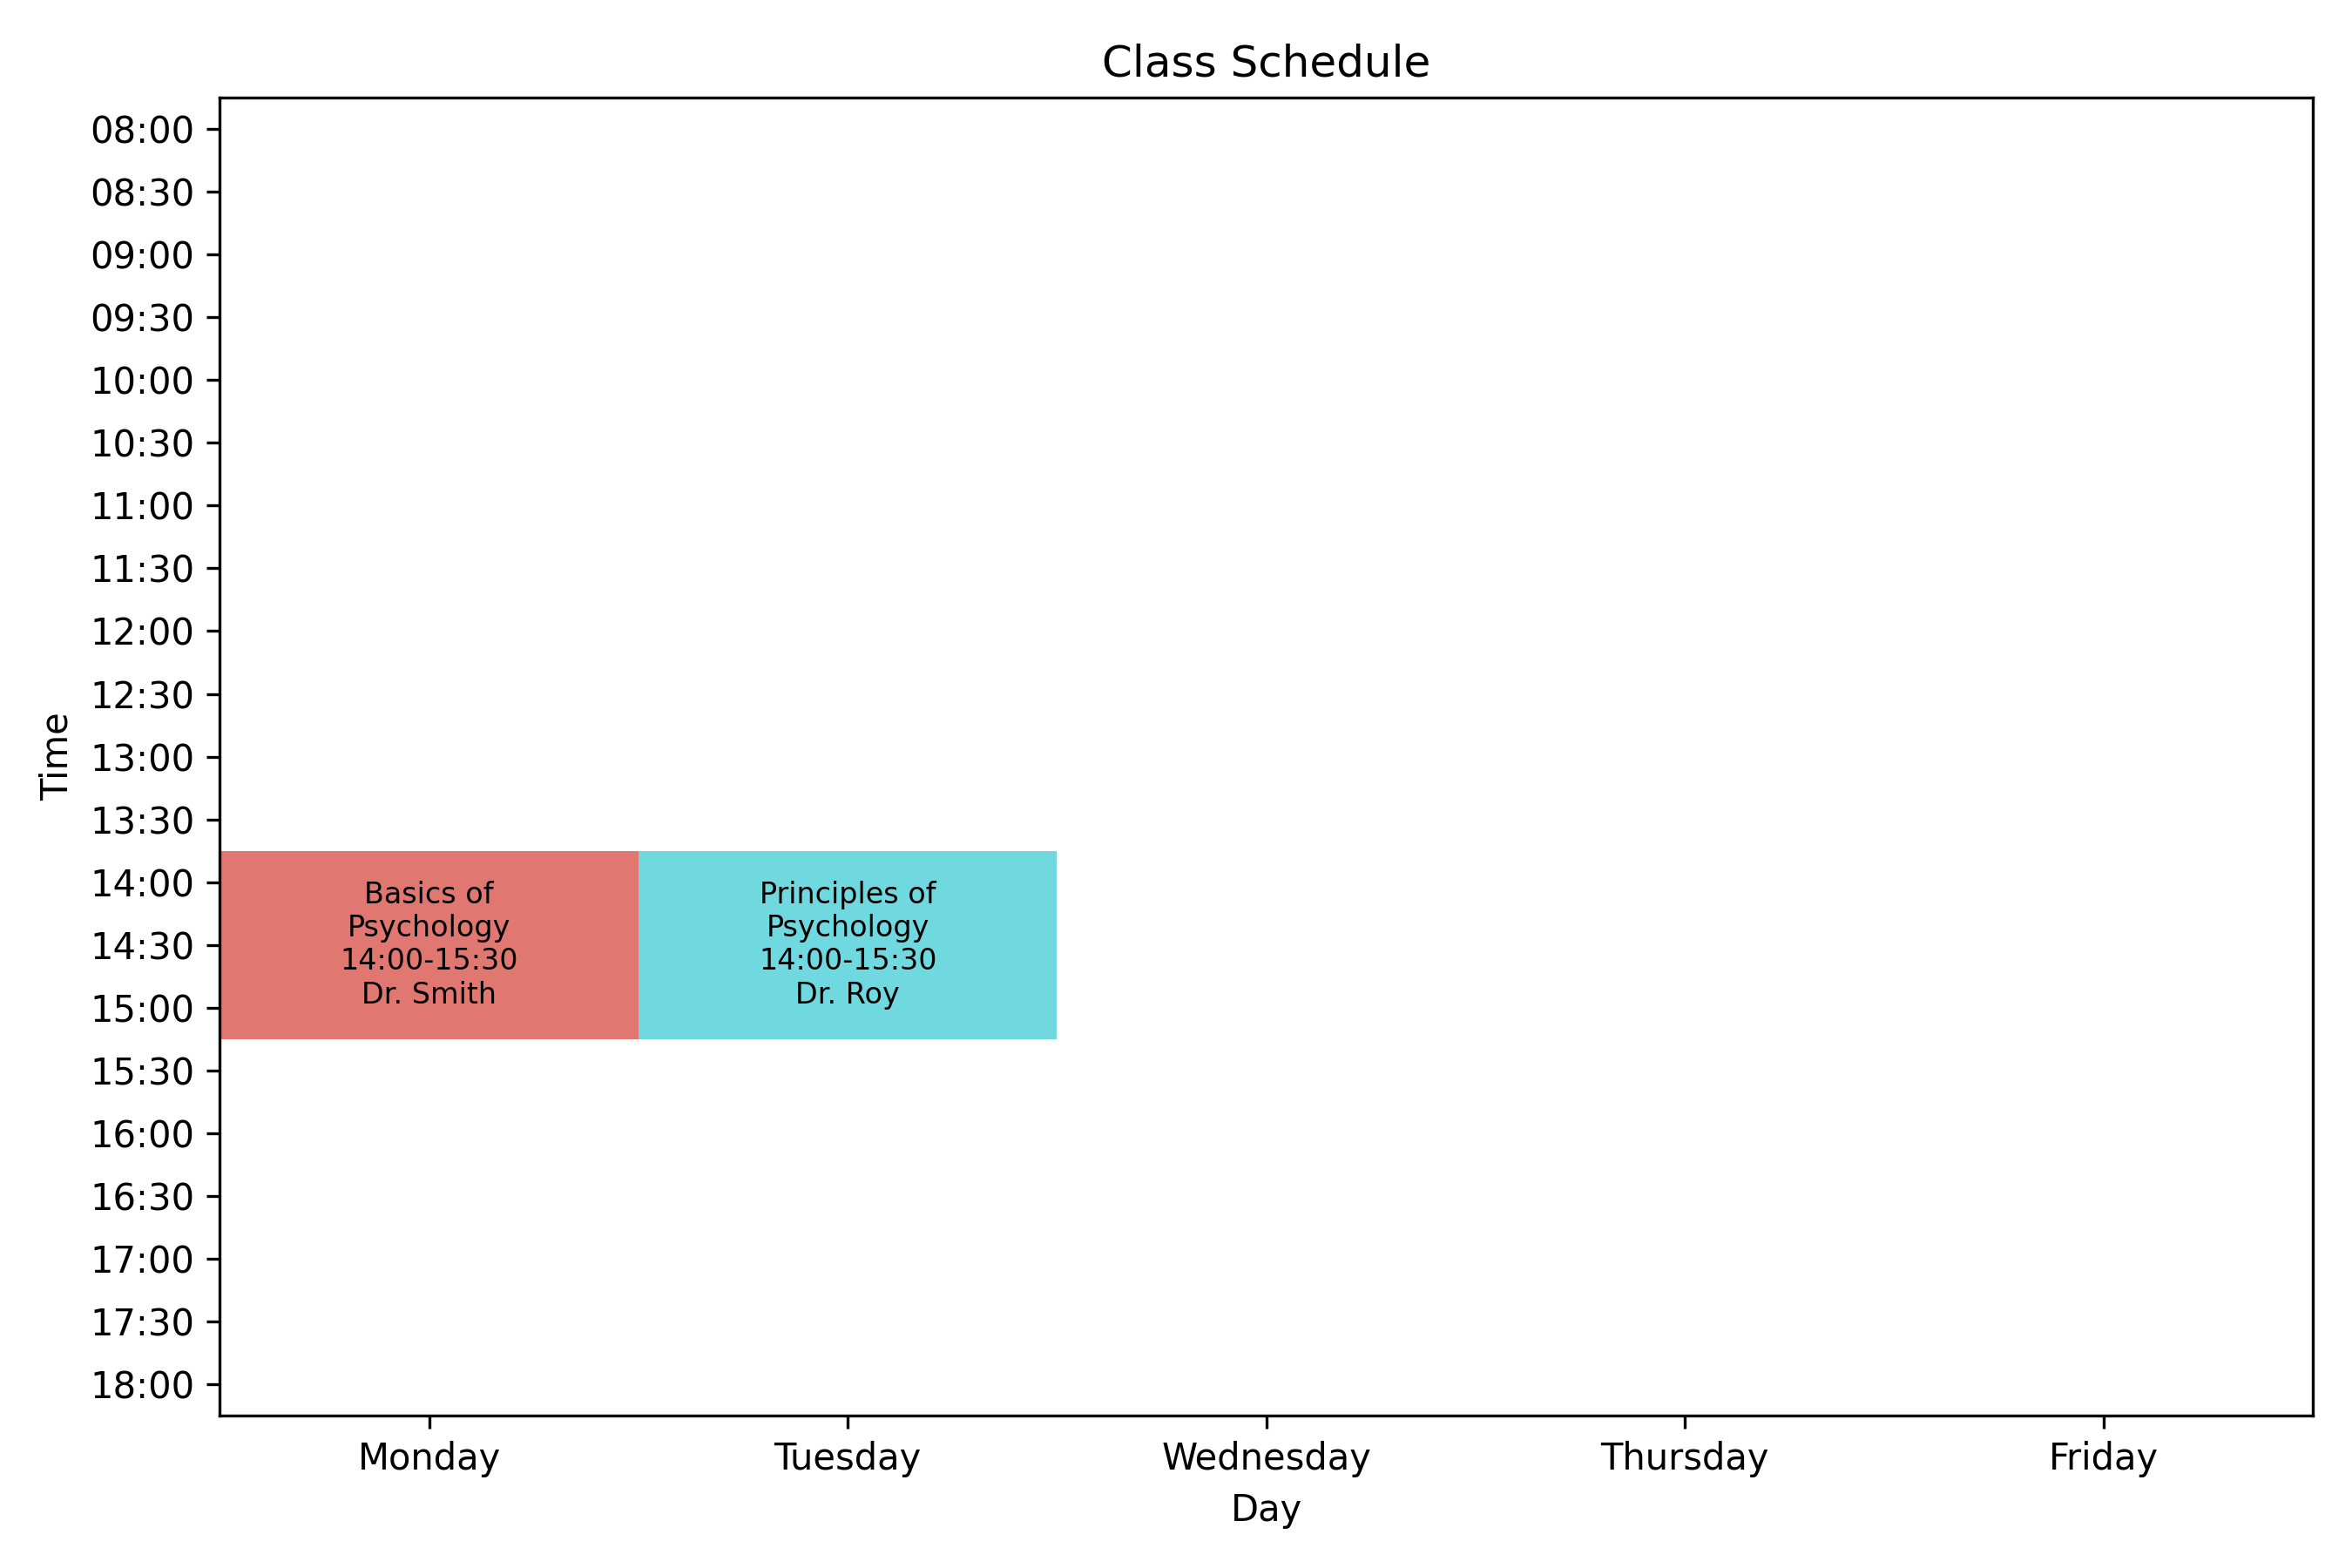 Class Schedule
Time
08:00
08:30
09:00
09:30
10:00
10:30
11:00
11:30
12:00
12:30
13:00
13:30
14:00
14:30
15:00
15:30
16:00
16:30
17:00
17:30
18:00
Basics of
Psychology
14:00-15:30
Dr. Smith
Principles of
Psychology
14:00-15:30
Dr. Roy
Monday
Tuesday
Wednesday
Thursday
Friday
Day